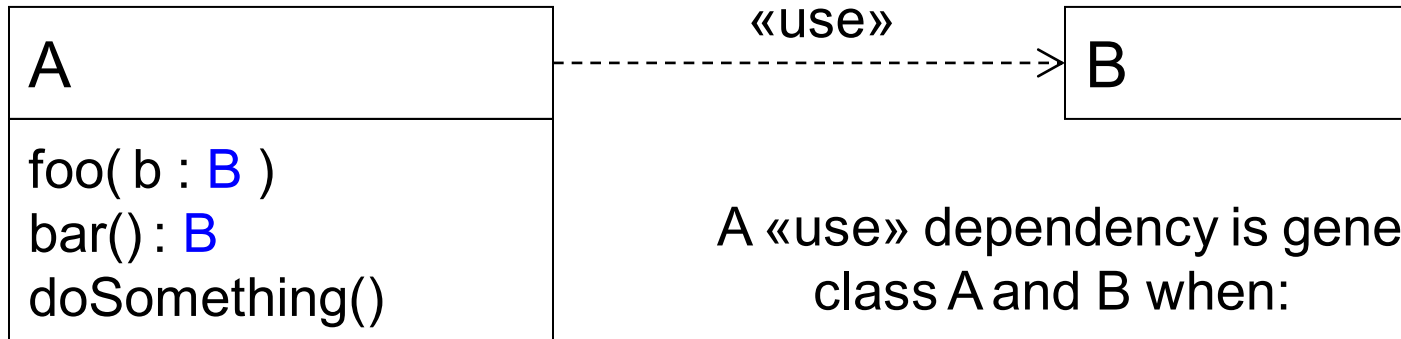 «use»
A
B
foo( b : B )
bar() : B
doSomething()
A «use» dependency is gene
class A and B when: